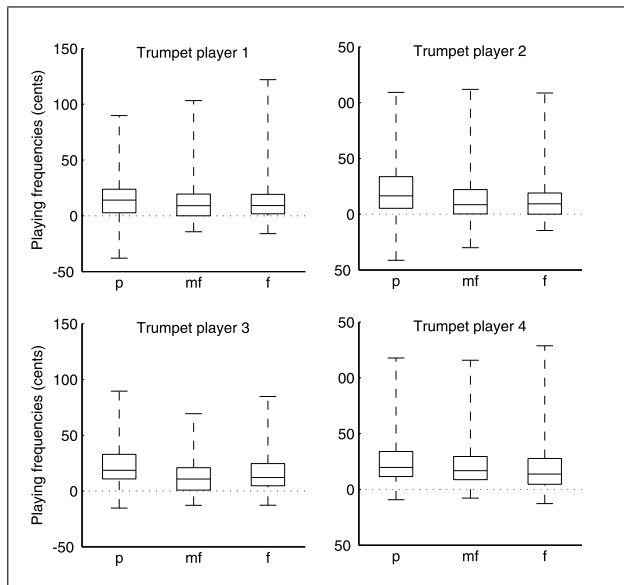 Trumpet player 1
Playing frequencies (cents)
150
100
50
0
-50
p mf f
Trumpet player 2
50
00
50
0
50
p mf f
Trumpet player 3
Playing frequencies (cents)
150
100
50
0
-50
p mf f
Trumpet player 4
50
00
50
0
50
p mf f